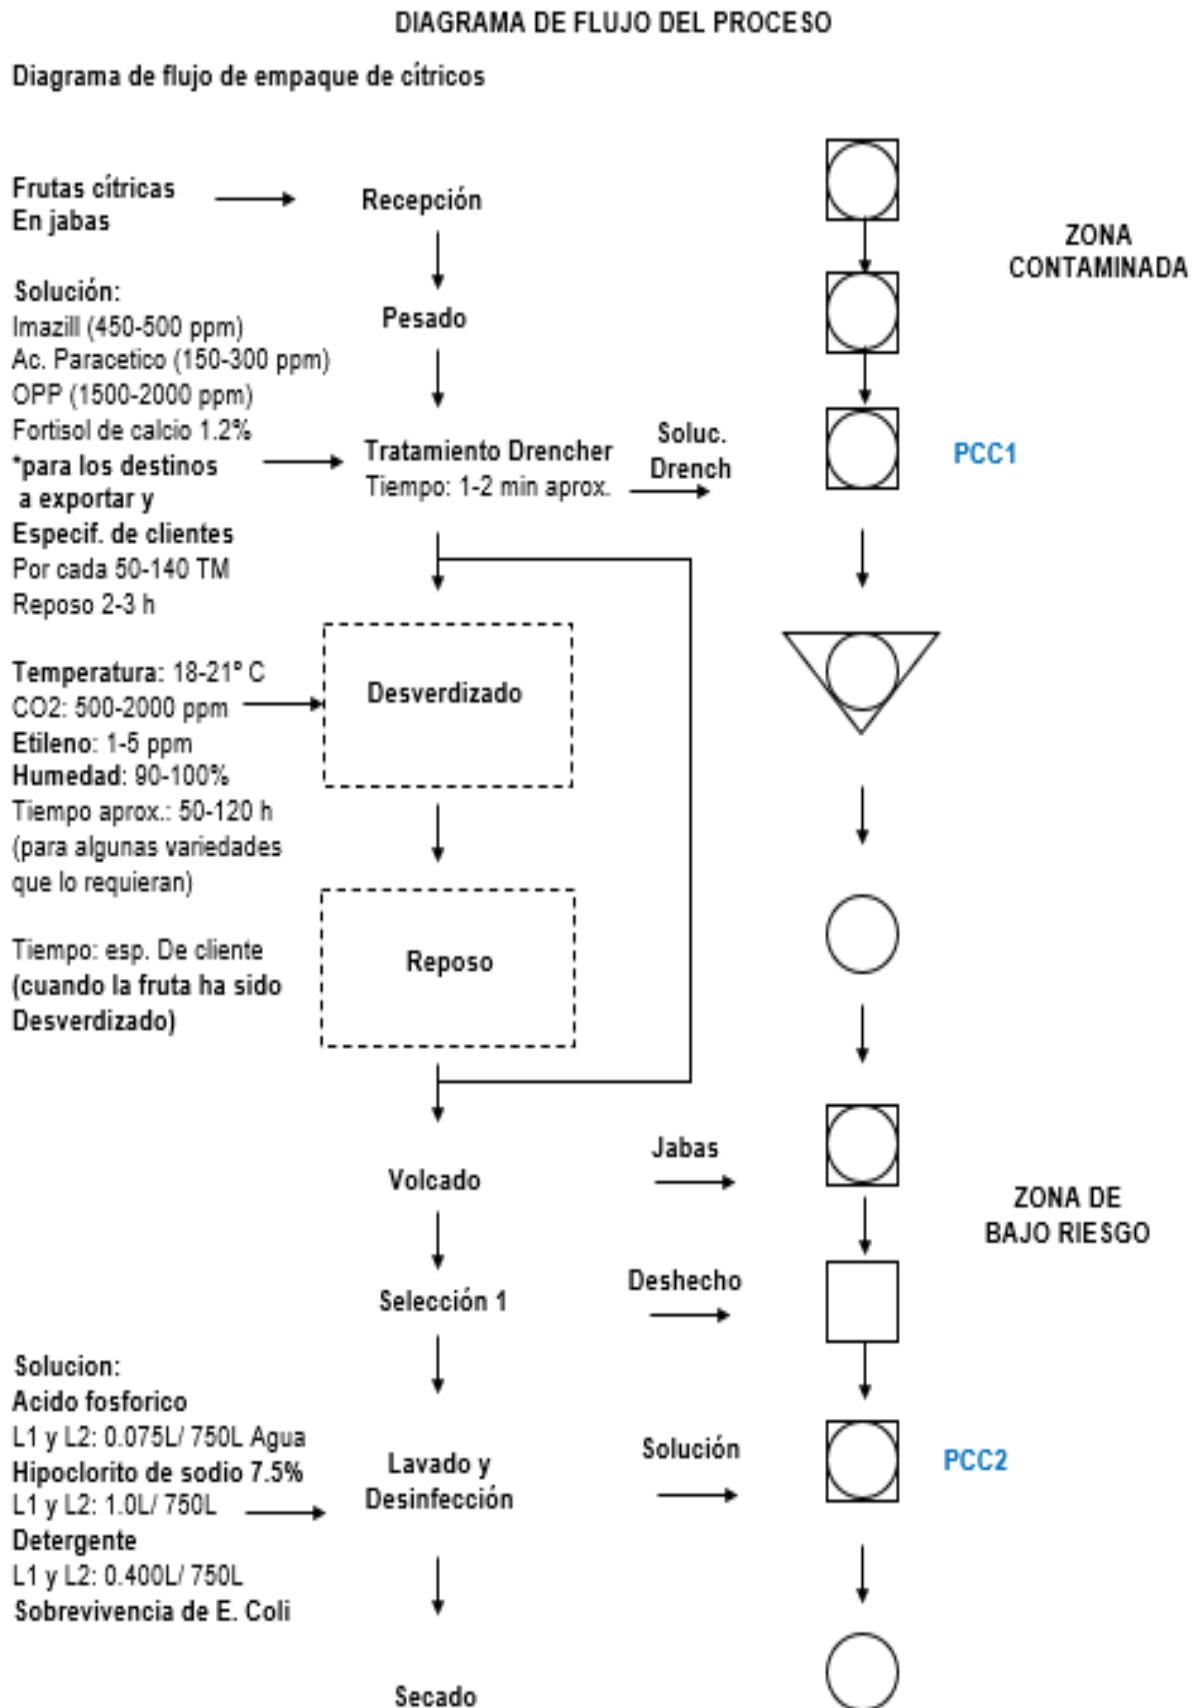 DIAGRAMA DE FLUJO DEL PROCESO
Diagrama de flujo de empaque de cítricos
Frutas cítricas
En jabas
Recepción
ZONA
CONTAMINADA
Solución:
Imazill (450-500 ppm)
Ac. Paracetico (150-300 ppm)
OPP (1500-2000 ppm)
Fortisol de calcio 1.2%
*para los destinos
a exportar y
Especif. de clientes
Por cada 50-140 TM
Reposo 2-3 h
Pesado
Tratamiento Drencher
Tiempo: 1-2 min aprox.
Soluc.
Drench
PCC1
Temperatura: 18-21º C
CO2: 500-2000 ppm
Etileno: 1-5 ppm
Humedad: 90-100%
Tiempo aprox.: 50-120 h
(para algunas variedades
que lo requieran)
Desverdizado
Tiempo: esp. De cliente
(cuando la fruta ha sido
Desverdizado)
Reposo
Volcado
Jabas
ZONA DE
BAJO RIESGO
Selección 1
Deshecho
Solucion:
Acido fosforico
L1 y L2: 0.075L/ 750L Agua
Hipoclorito de sodio 7.5%
L1 y L2: 1.0L/ 750L
Detergente
L1 y L2: 0.400L/ 750L
Sobrevivencia de E. Coli
Lavado y
Desinfección
Solución
PCC2
Secado